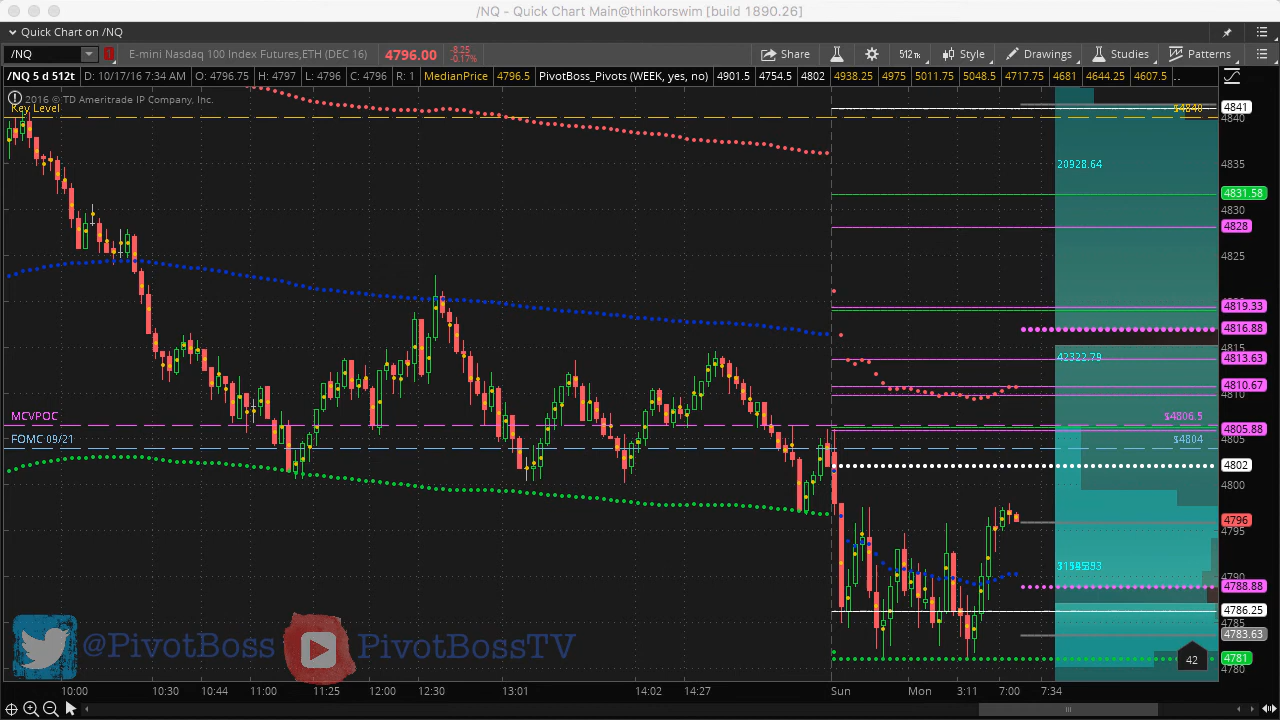 /NQ - Quick Chart Main@thinkorswim [build 1890.26]
Quick Chart on /NQ
/NQ E-mini Nasdaq 100 Index Futures,ETH (DEC 16) 4796.00 -8.25 -0.17% Share 512t Style Drawings Studies Patterns
/NQ 5 d 512t D: 10/17/16 7:34 AM O: 4796.75 H: 4797 L: 4796 C: 4796 R: 1 MedianPrice 4796.5 PivotBoss_Pivots (WEEK, yes, no) 4901.5 4754.5 4802 4938.25 4975 5011.75 5048.5 4717.75 4681 4644.25 4607.5 ..
2016 © TD Ameritrade IP Company, Inc.
Key Level $4840 4841
4840
20928.64 4835
4831.58
4830
4828
4825
4819.33
4816.88
4815
42322.79 4813.63
4810.67
4810
MCVPOC $4806.5
4805.88
FOMC 09/21 $4804 4805
4802
4800
4796
4795
4790
4788.88
4786.25
4785
4783.63
@PivotBoss PivotBossTV
42 4781
4780
10:00 10:30 10:44 11:00 11:25 12:00 12:30 13:01 14:02 14:27 Sun Mon 3:11 7:00 7:34